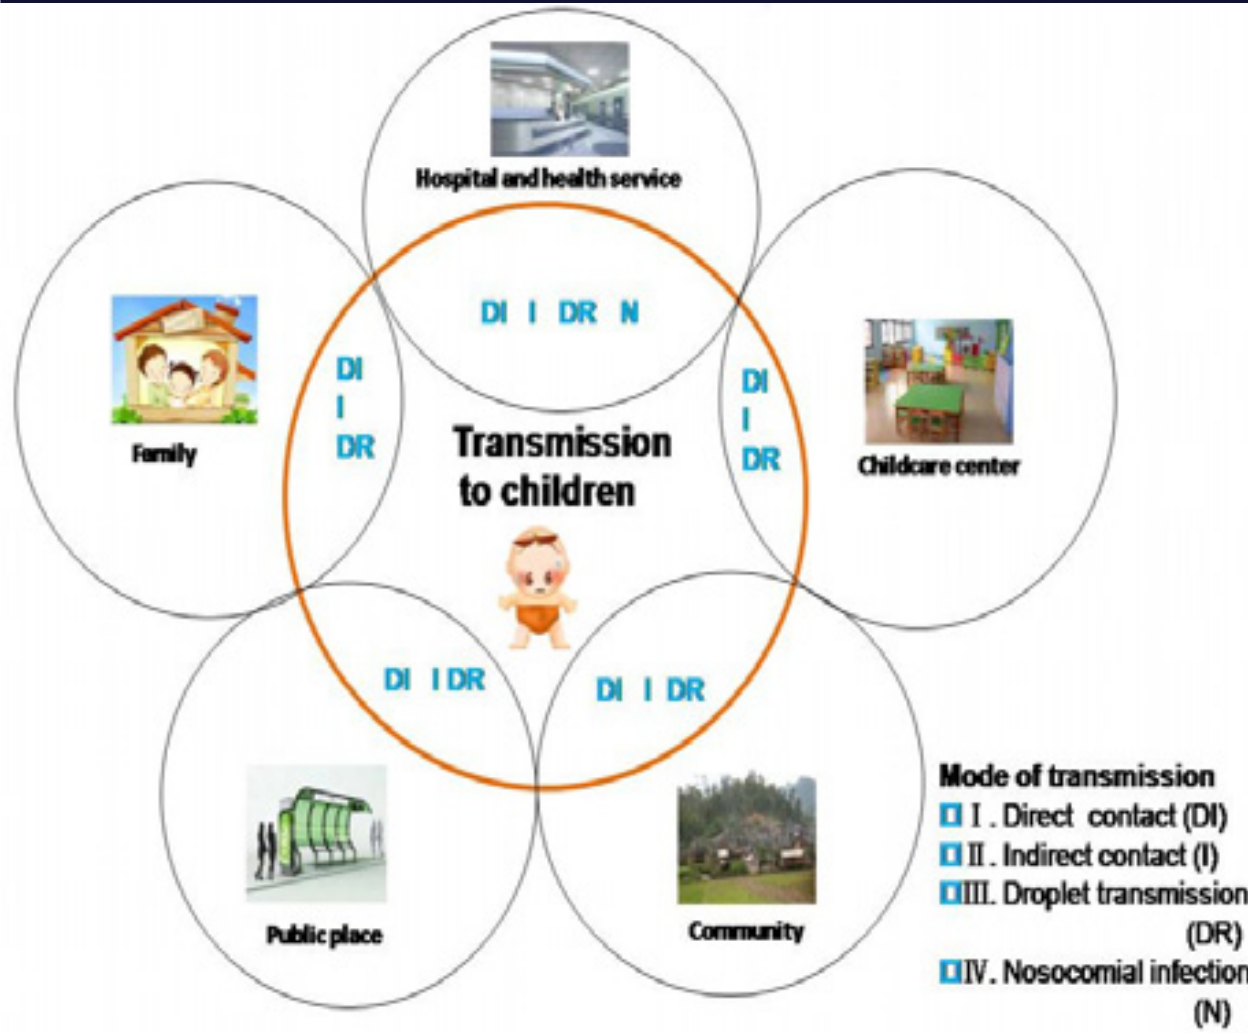 Hospital and health service
DI I DR N
DI
I
DR
Family
DI
I
DR
Childcare center
Transmission
to children
DI I DR
DI I DR
Public place
Community
Mode of transmission
Ⅰ. Direct contact (DI)
Ⅱ. Indirect contact (I)
Ⅲ. Droplet transmission
(DR)
Ⅳ. Nosocomial infection
(N)